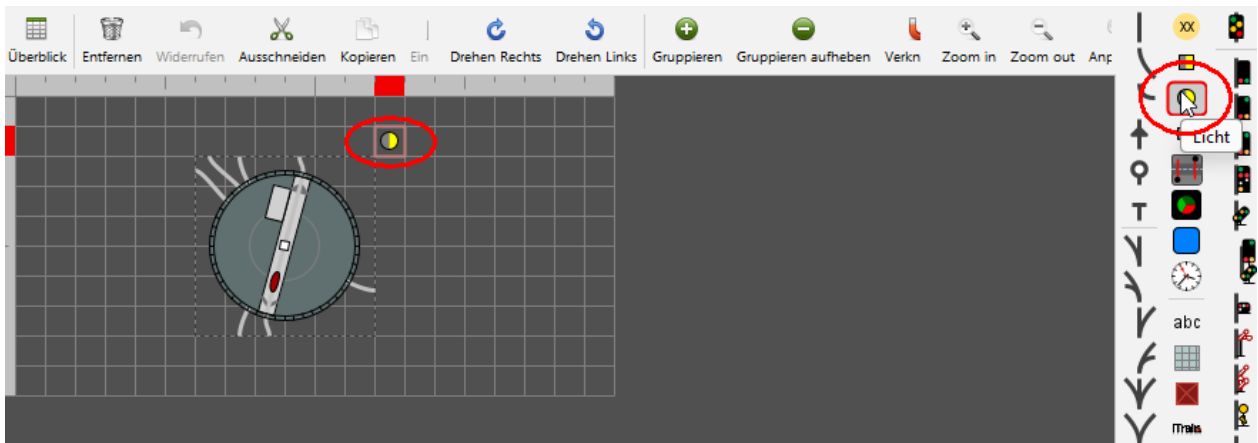 XX
Überblick Entfernen Widerrufen Ausschneiden Kopieren Ein Drehen Rechts Drehen Links Gruppieren Gruppieren aufheben Verkn Zoom in Zoom out Anp
Licht
abc
iTrain